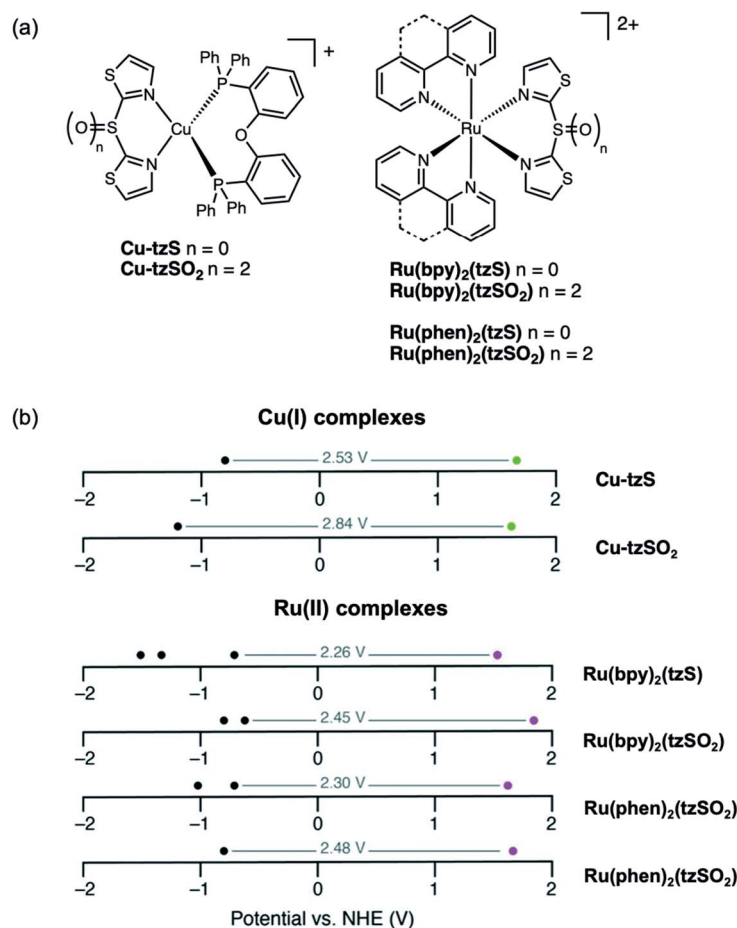 (a)
]+
]2+
Ph Ph
P
S
N
(O=S)n
Cu
O
S
N
P
Ph Ph
N
N
N
S
Ru
S=O
n
N
N
N
S
Cu-tzS n = 0
Cu-tzSO₂ n = 2
Ru(bpy)₂(tzS) n = 0
Ru(bpy)₂(tzSO₂) n = 2
Ru(phen)₂(tzS) n = 0
Ru(phen)₂(tzSO₂) n = 2
(b)
Cu(I) complexes
2.53 V
−2 −1 0 1 2
Cu-tzS
2.84 V
−2 −1 0 1 2
Cu-tzSO₂
Ru(II) complexes
2.26 V
−2 −1 0 1 2
Ru(bpy)₂(tzS)
2.45 V
−2 −1 0 1 2
Ru(bpy)₂(tzSO₂)
2.30 V
−2 −1 0 1 2
Ru(phen)₂(tzSO₂)
2.48 V
−2 −1 0 1 2
Ru(phen)₂(tzSO₂)
Potential vs. NHE (V)